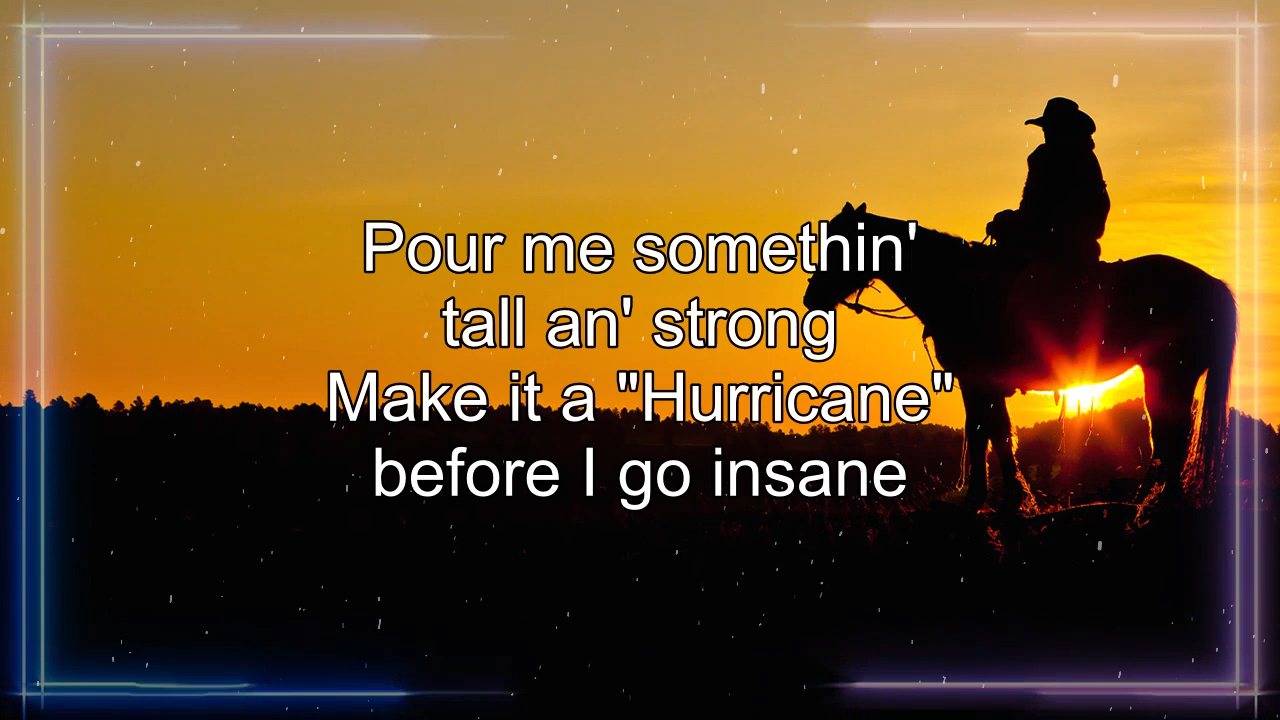 Pour me somethin'
tall an' strong
Make it a "Hurricane"
before I go insane